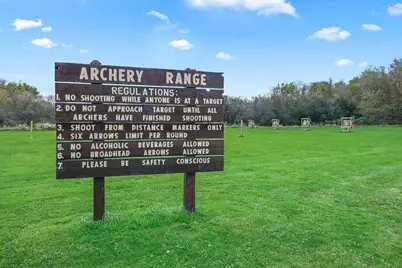 ARCHERY RANGE
REGULATIONS:
1. NO SHOOTING WHILE ANYONE IS AT A TARGET
2. DO NOT APPROACH TARGET UNTIL ALL
ARCHERS HAVE FINISHED SHOOTING
3. SHOOT FROM DISTANCE MARKERS ONLY
4. SIX ARROWS LIMIT PER ROUND
5. NO ALCOHOLIC BEVERAGES ALLOWED
6. NO BROADHEAD ARROWS ALLOWED
7. PLEASE BE SAFETY CONSCIOUS